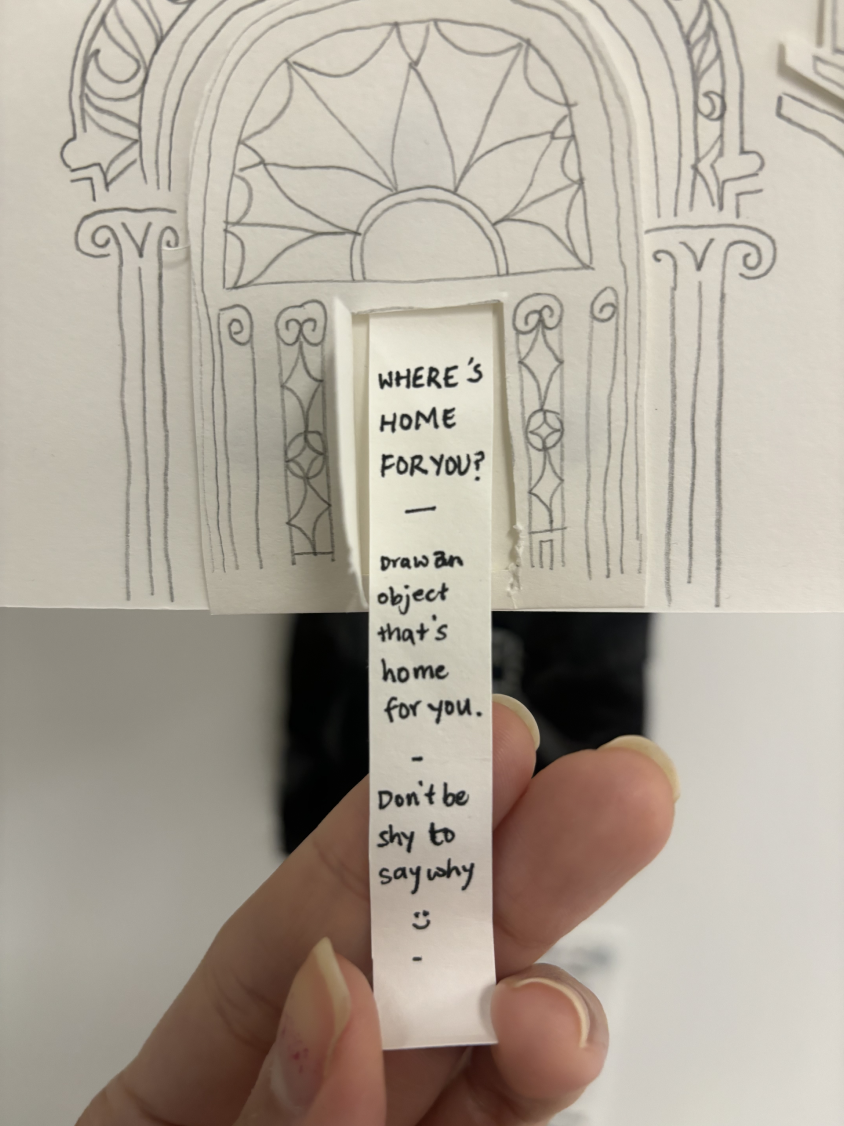 WHERE'S
HOME
FOR YOU?
—
Draw an
object
that's
home
for you.
-
Don't be
shy to
say why
:)
-